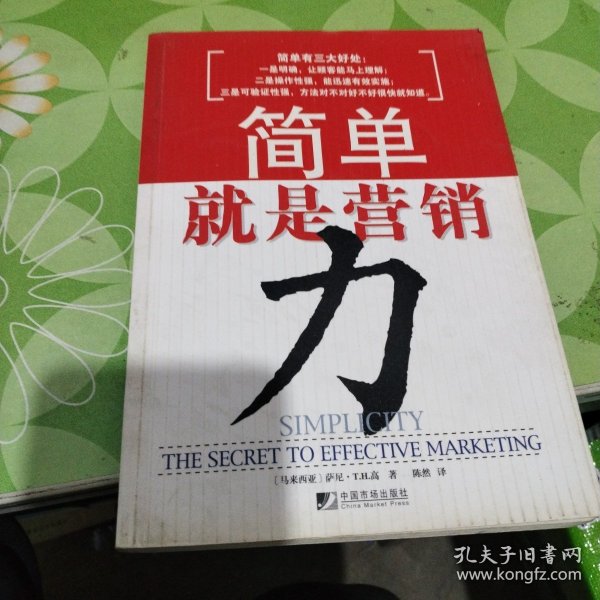 简单有三大好处：
一是明确，让顾客能马上理解；
二是操作性强，能迅速有效实施；
三是可验证性强，方法对不对好不好很快就知道。
简单
就是营销
力
SIMPLICITY
THE SECRET TO EFFECTIVE MARKETING
〔马来西亚〕萨尼·T.H.高 著 陈然 译
中国市场出版社
China Market Press
孔夫子旧书网
www.kongfz.com